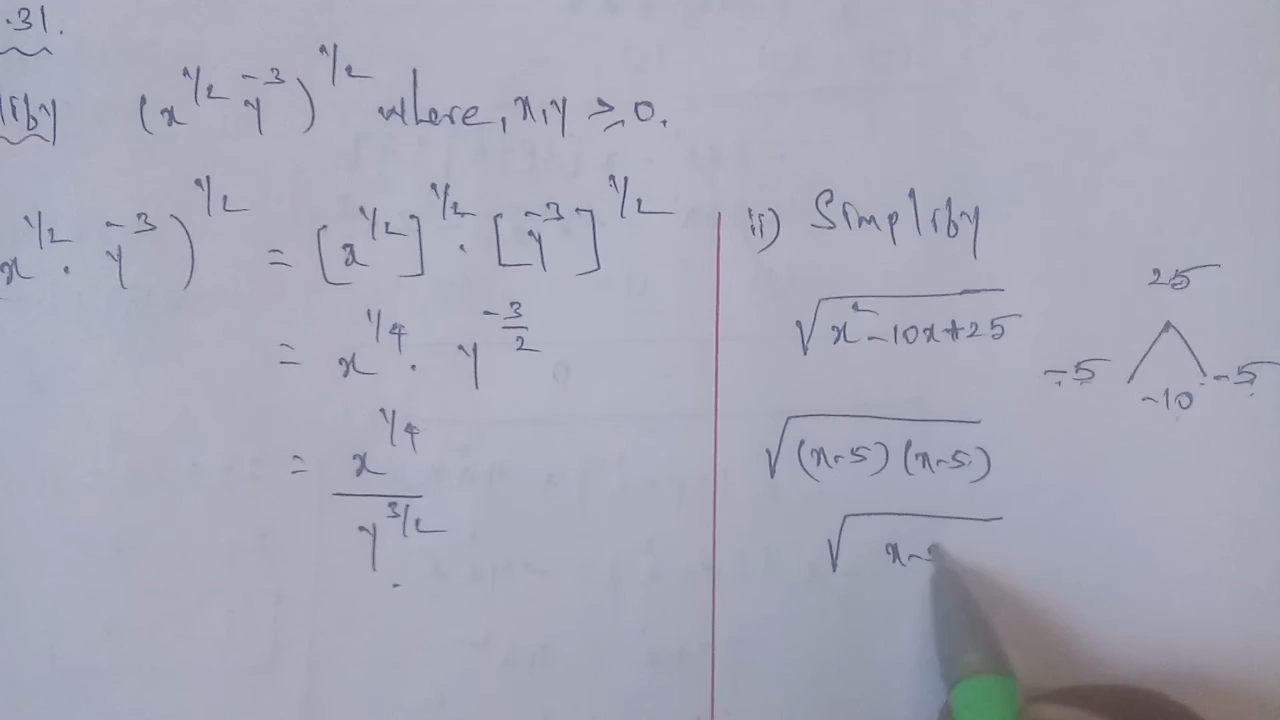 .31.
(x^1/2 y^-3)^1/2 where, x,y ≥ 0.
x^1/2 . y^-3)^1/2 = [x^1/2]^1/2 . [y^-3]^1/2
= x^1/4 . y^-3/2
= x^1/4 / y^3/2 .
ii) Simplify
√(x²-10x+25)
25
-5 -10 -5
√((x-5)(x-5))
√(x-